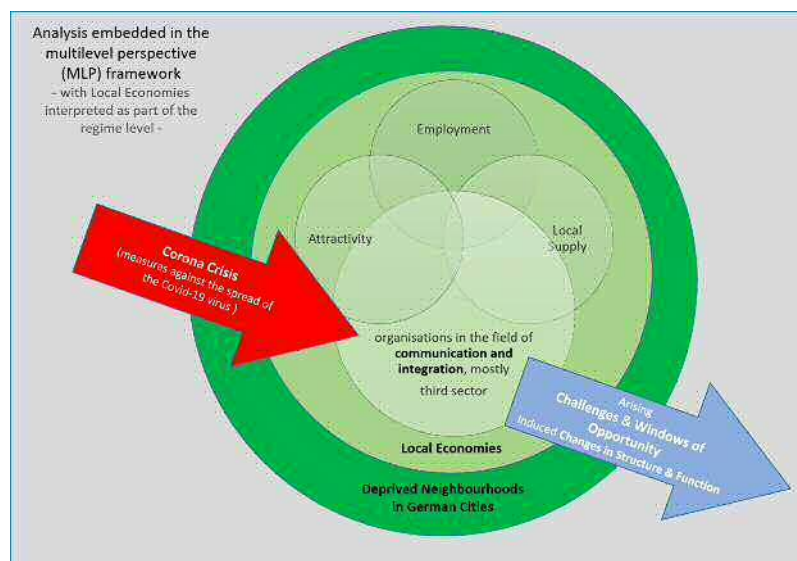 Analysis embedded in the
multilevel perspective
(MLP) framework
- with Local Economies
interpreted as part of the
regime level -
Employment
Attractivity
Local
Supply
Corona Crisis
(measures against the spread of
the Covid-19 virus )
organisations in the field of
communication and
integration, mostly
third sector
Arising
Challenges & Windows of
Opportunity
Induced Changes in Structure & Function
Local Economies
Deprived Neighbourhoods
in German Cities